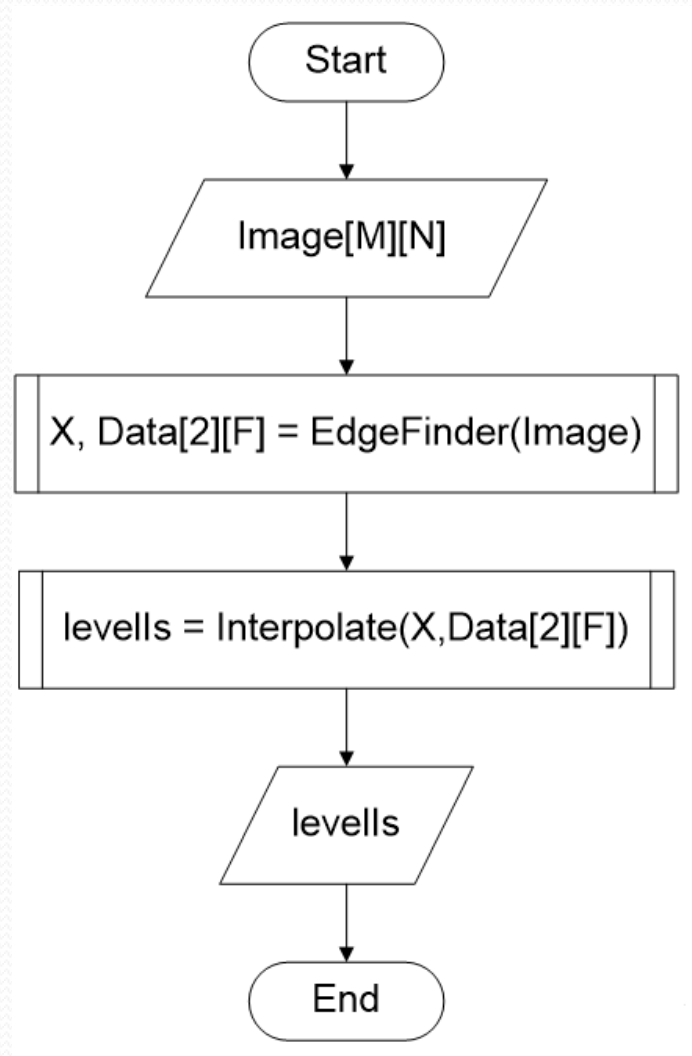 Start
Image[M][N]
X, Data[2][F] = EdgeFinder(Image)
levelIs = Interpolate(X,Data[2][F])
levelIs
End